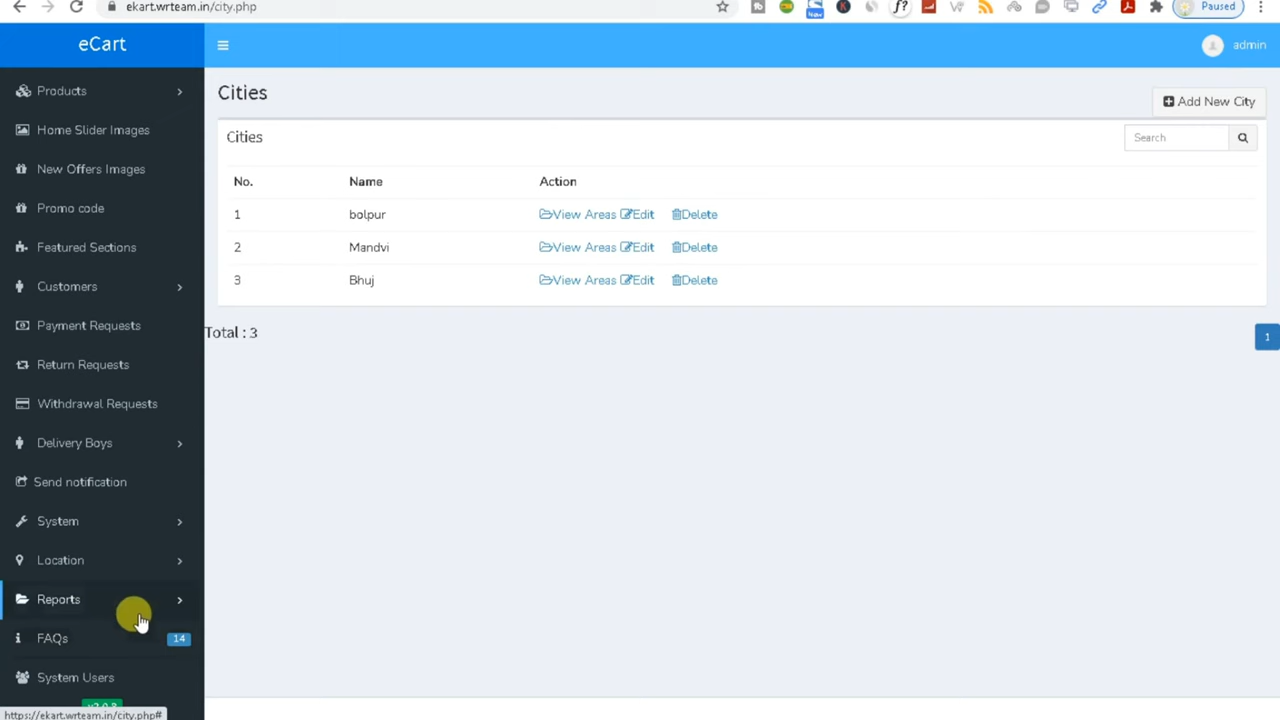 ekart.wrteam.in/city.php
Paused
eCart
admin
Products
Home Slider Images
New Offers Images
Promo code
Featured Sections
Customers
Payment Requests
Return Requests
Withdrawal Requests
Delivery Boys
Send notification
System
Location
Reports
FAQs 14
System Users
https://ekart.wrteam.in/city.php#
Cities
Add New City
Cities
Search
No. Name Action
1 bolpur View Areas Edit Delete
2 Mandvi View Areas Edit Delete
3 Bhuj View Areas Edit Delete
Total : 3
1